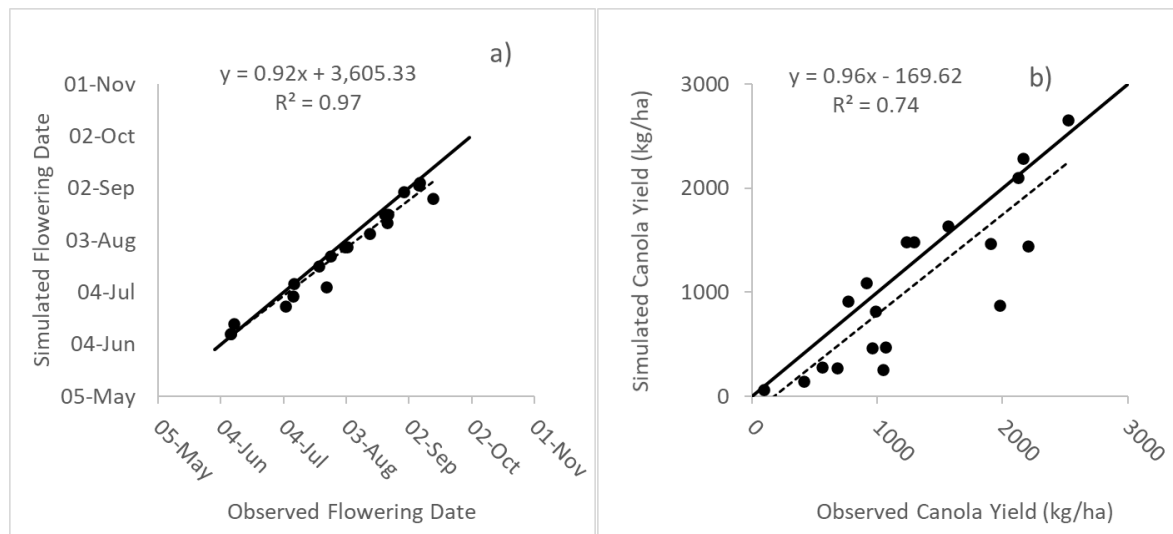 a)
y = 0.92x + 3,605.33
R² = 0.97
01-Nov
02-Oct
02-Sep
03-Aug
04-Jul
04-Jun
05-May
Simulated Flowering Date
05-May
04-Jun
04-Jul
03-Aug
02-Sep
02-Oct
01-Nov
Observed Flowering Date
b)
y = 0.96x - 169.62
R² = 0.74
3000
2000
1000
0
Simulated Canola Yield (kg/ha)
0
1000
2000
3000
Observed Canola Yield (kg/ha)